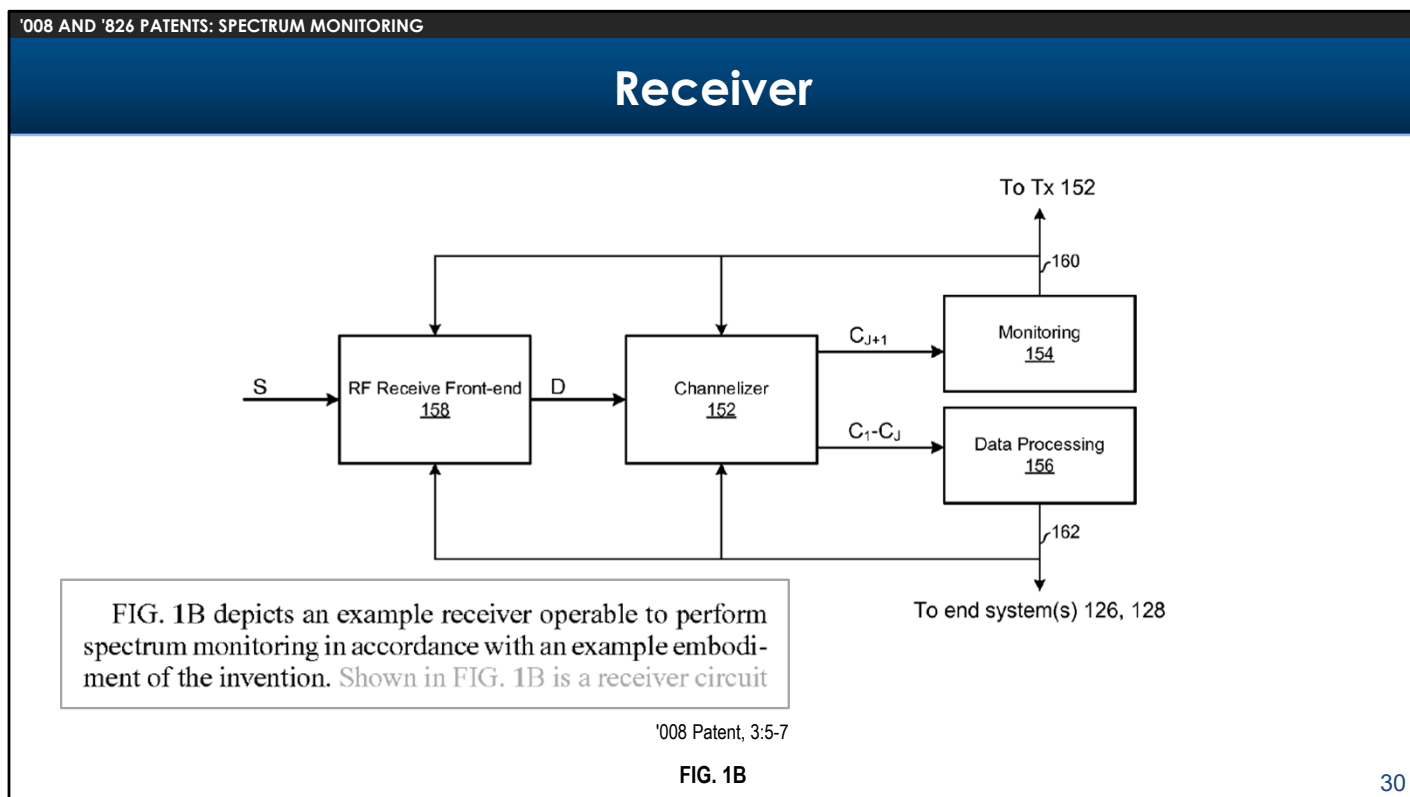 '008 AND '826 PATENTS: SPECTRUM MONITORING
Receiver
To Tx 152
160
S
RF Receive Front-end
158
D
Channelizer
152
C_{J+1}
Monitoring
154
C_1-C_J
Data Processing
156
162
To end system(s) 126, 128
FIG. 1B depicts an example receiver operable to perform
spectrum monitoring in accordance with an example embodi-
ment of the invention. Shown in FIG. 1B is a receiver circuit
'008 Patent, 3:5-7
FIG. 1B
30